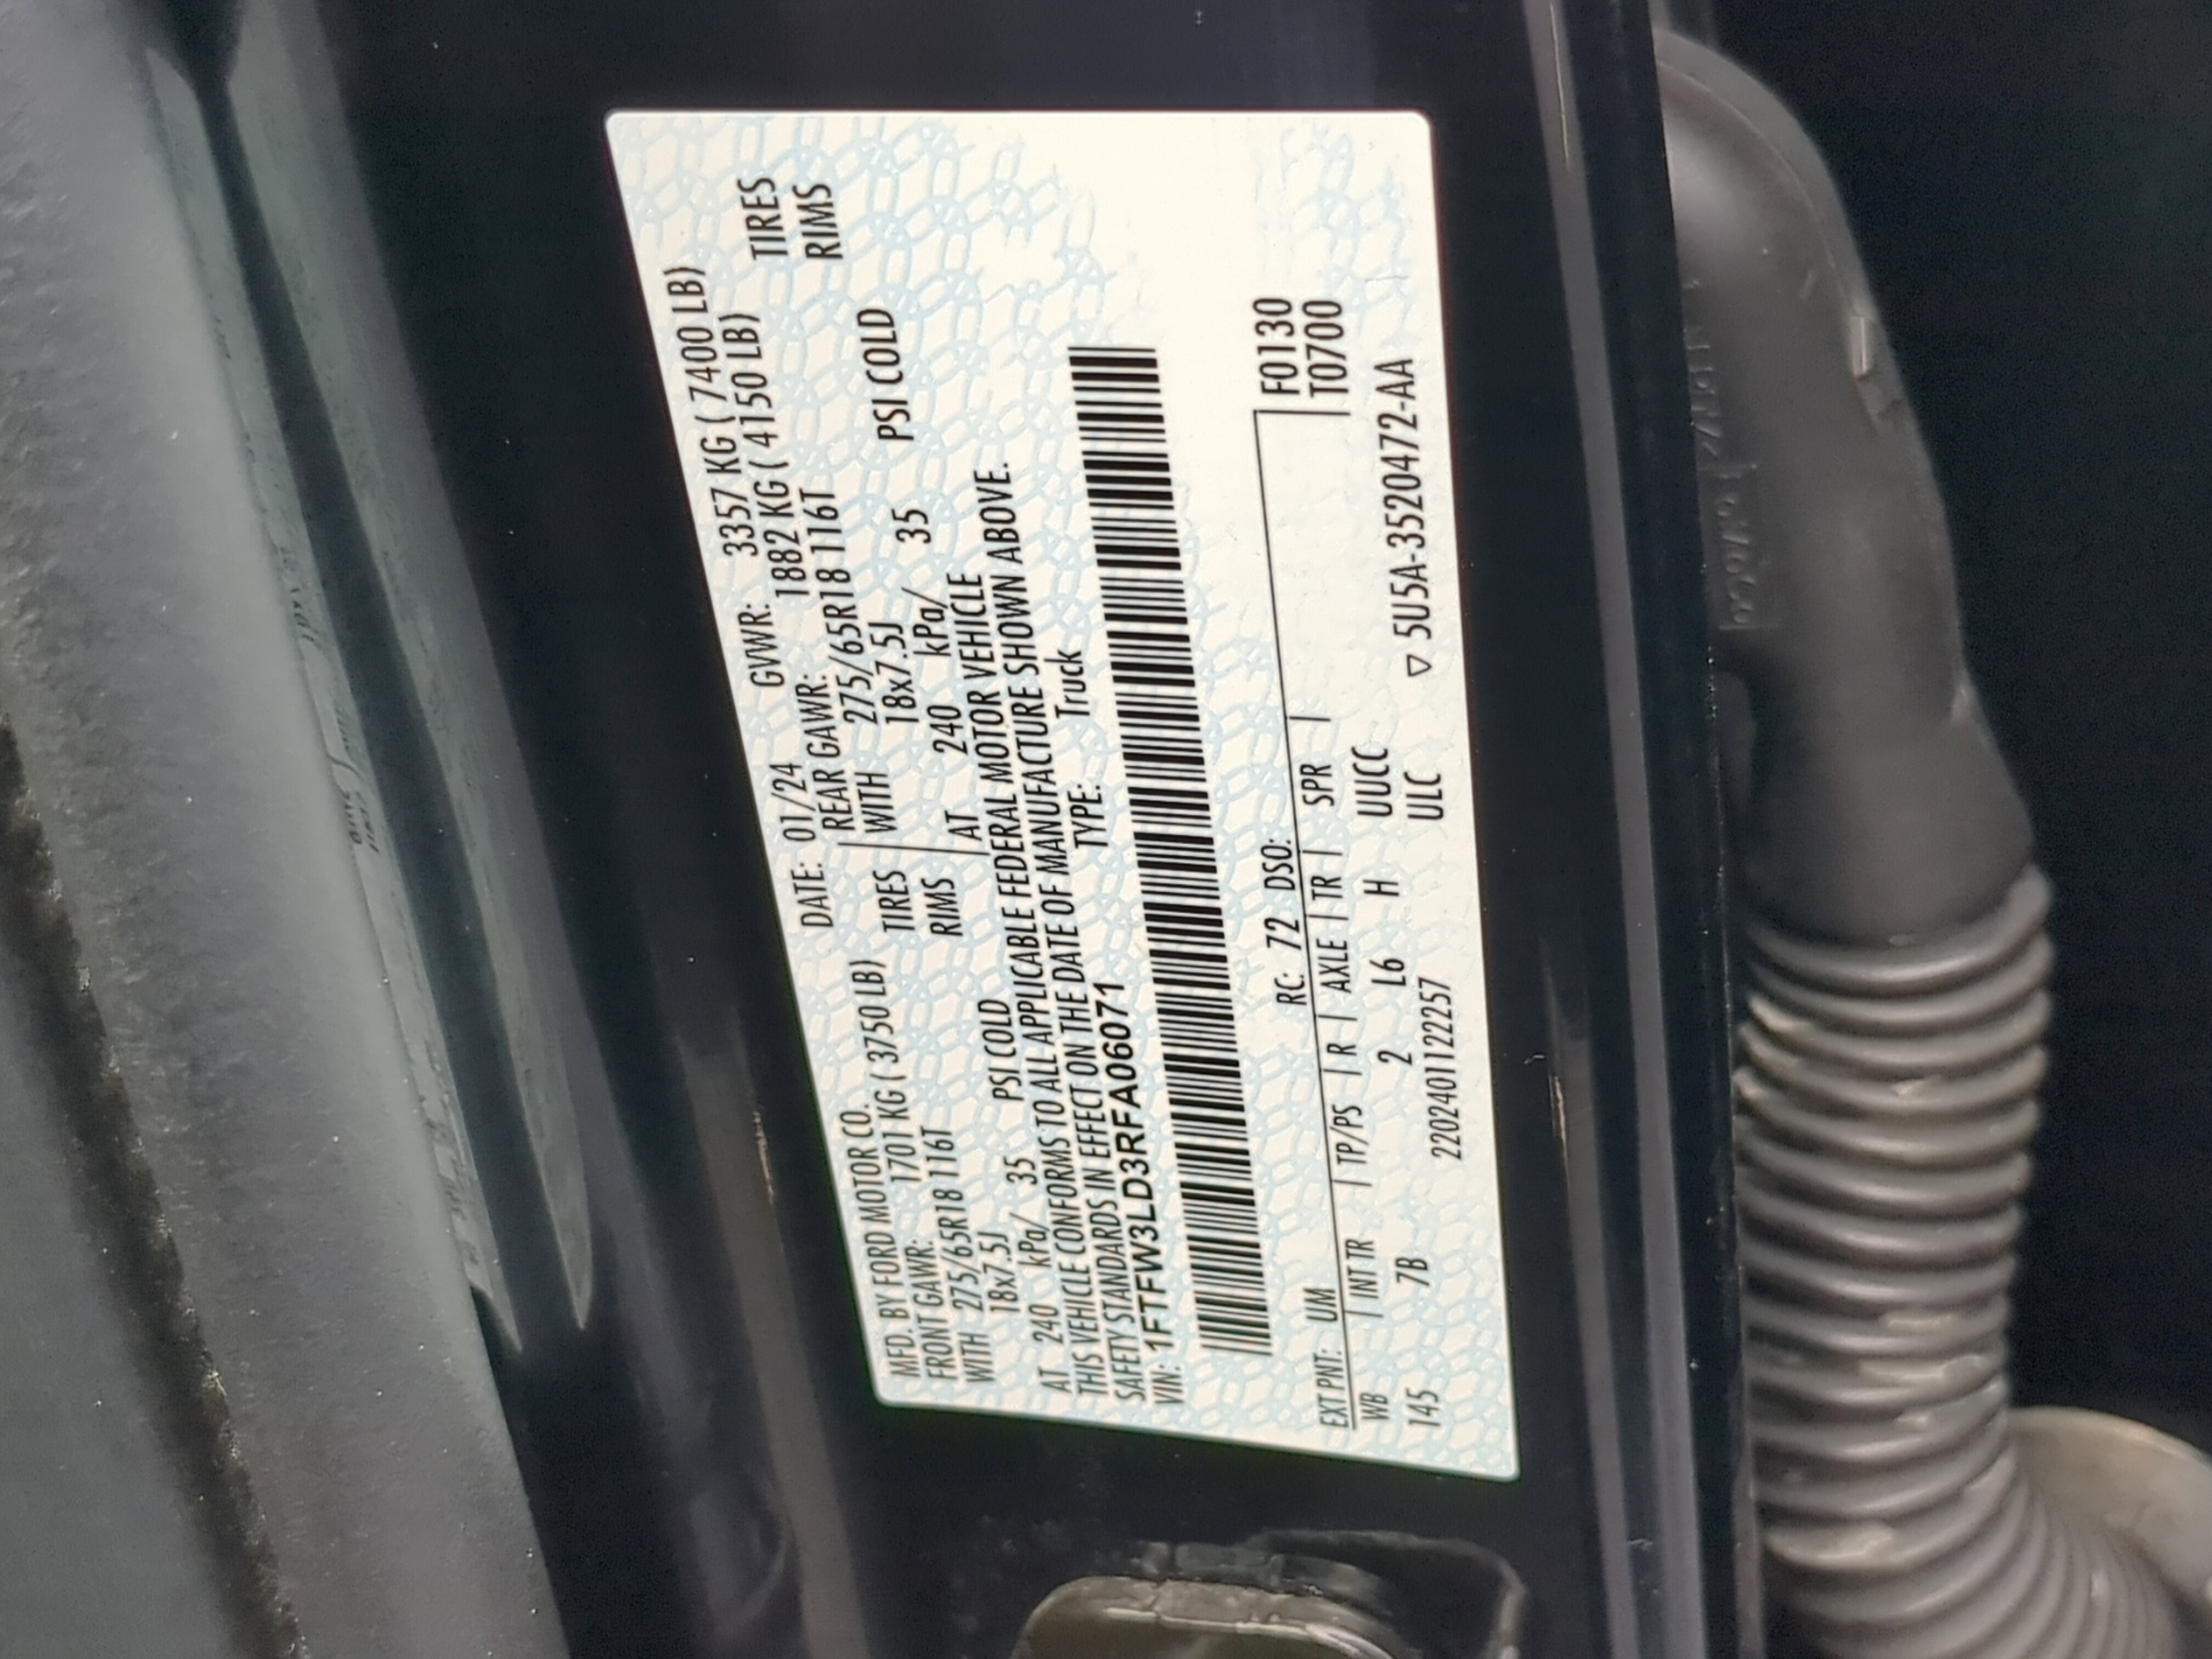 MFD. BY FORD MOTOR CO. DATE: 01/24 GVWR: 3357 KG ( 7400 LB)
FRONT GAWR: 1701 KG ( 3750 LB) REAR GAWR: 1882 KG ( 4150 LB)
WITH 275/65R18 116T TIRES WITH 275/65R18 116T TIRES
18x7.5J RIMS 18x7.5J RIMS
AT 240 kPa/ 35 PSI COLD AT 240 kPa/ 35 PSI COLD
THIS VEHICLE CONFORMS TO ALL APPLICABLE FEDERAL MOTOR VEHICLE
SAFETY STANDARDS IN EFFECT ON THE DATE OF MANUFACTURE SHOWN ABOVE.
VIN: 1FTFW3LD3RFA06071 TYPE: Truck
EXT PNT: UM RC: 72 DSO: F0130
WB | INT TR | TP/PS | R | AXLE | TR | SPR | T0700
145 7B 2 L6 H UUCC
2202401122257 ULC ▽ 5U5A-3520472-AA